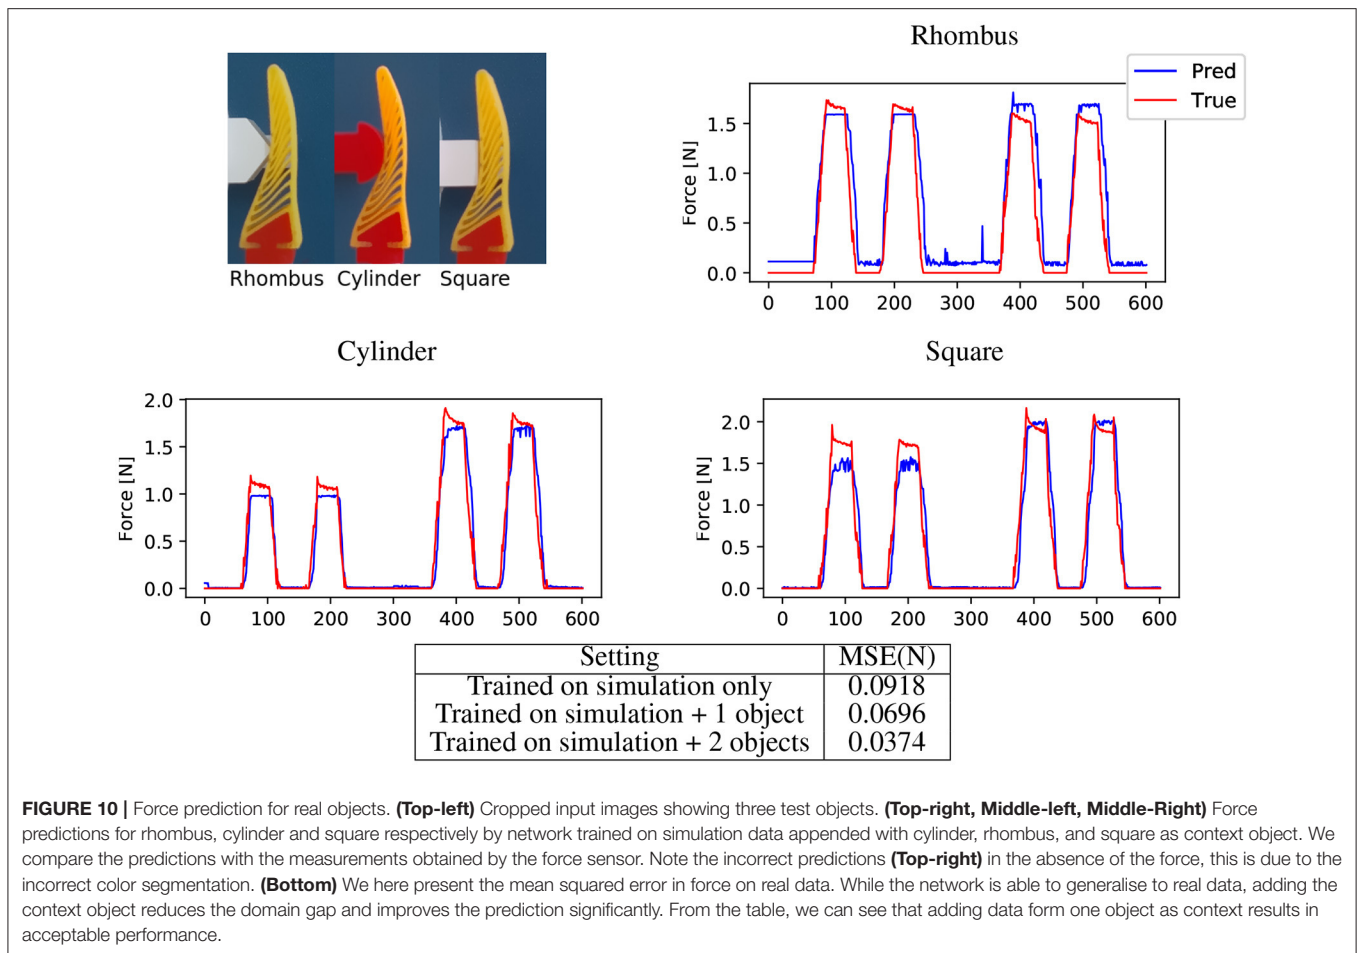 Rhombus Cylinder Square
Rhombus
Pred
True
Force [N]
1.5
1.0
0.5
0.0
0 100 200 300 400 500 600
Cylinder
Force [N]
2.0
1.5
1.0
0.5
0.0
0 100 200 300 400 500 600
Square
Force [N]
2.0
1.5
1.0
0.5
0.0
0 100 200 300 400 500 600
Setting MSE(N)
Trained on simulation only 0.0918
Trained on simulation + 1 object 0.0696
Trained on simulation + 2 objects 0.0374
FIGURE 10 | Force prediction for real objects. (Top-left) Cropped input images showing three test objects. (Top-right, Middle-left, Middle-Right) Force
predictions for rhombus, cylinder and square respectively by network trained on simulation data appended with cylinder, rhombus, and square as context object. We
compare the predictions with the measurements obtained by the force sensor. Note the incorrect predictions (Top-right) in the absence of the force, this is due to the
incorrect color segmentation. (Bottom) We here present the mean squared error in force on real data. While the network is able to generalise to real data, adding the
context object reduces the domain gap and improves the prediction significantly. From the table, we can see that adding data form one object as context results in
acceptable performance.